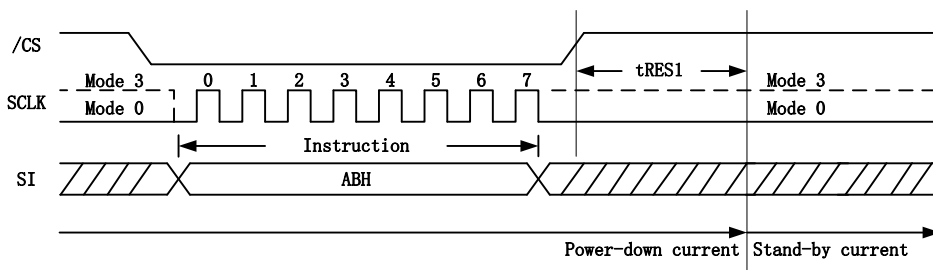 /CS
tRES1
Mode 3 0 1 2 3 4 5 6 7 Mode 3
SCLK
Mode 0 Mode 0
Instruction
SI ABH
Power-down current Stand-by current